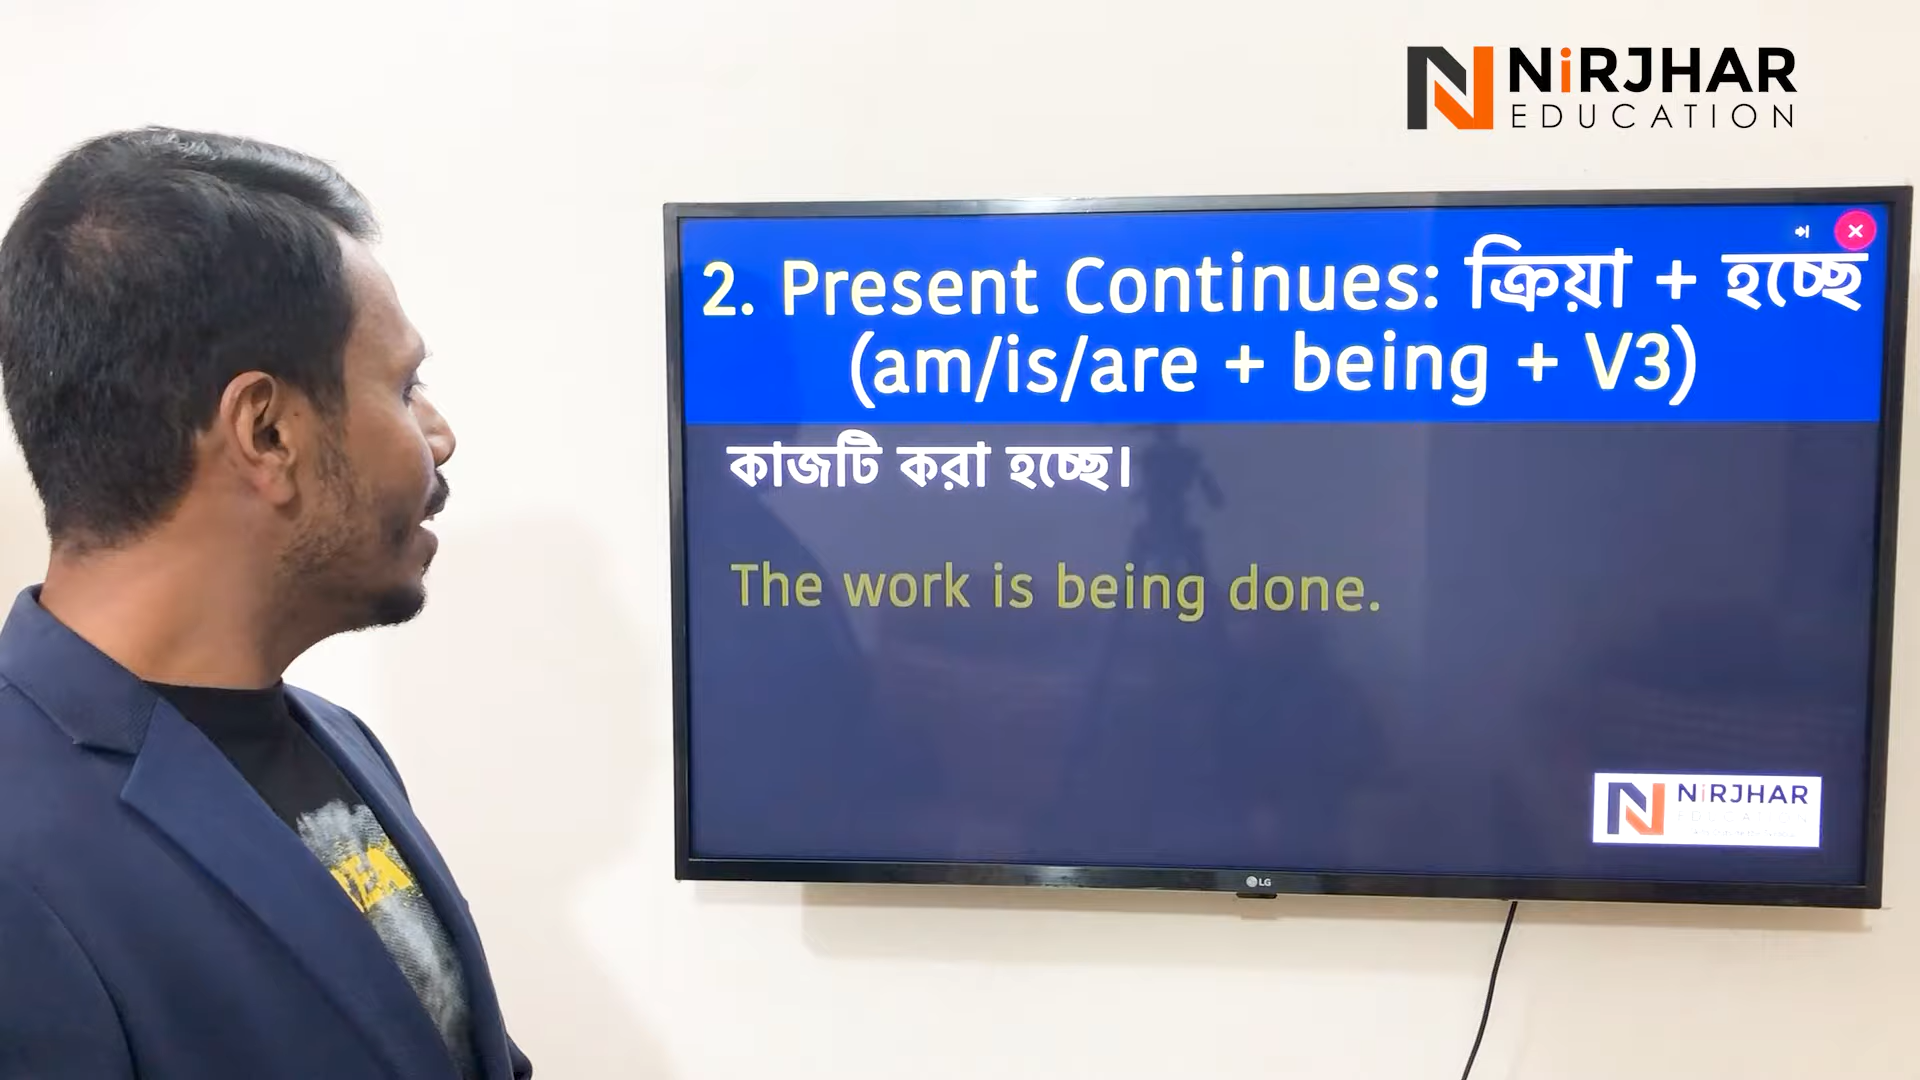 NiRJHAR
EDUCATION
2. Present Continues: ক্রিয়া + হচ্ছে
(am/is/are + being + V3)
কাজটি করা হচ্ছে।
The work is being done.
NiRJHAR
EDUCATION
LG